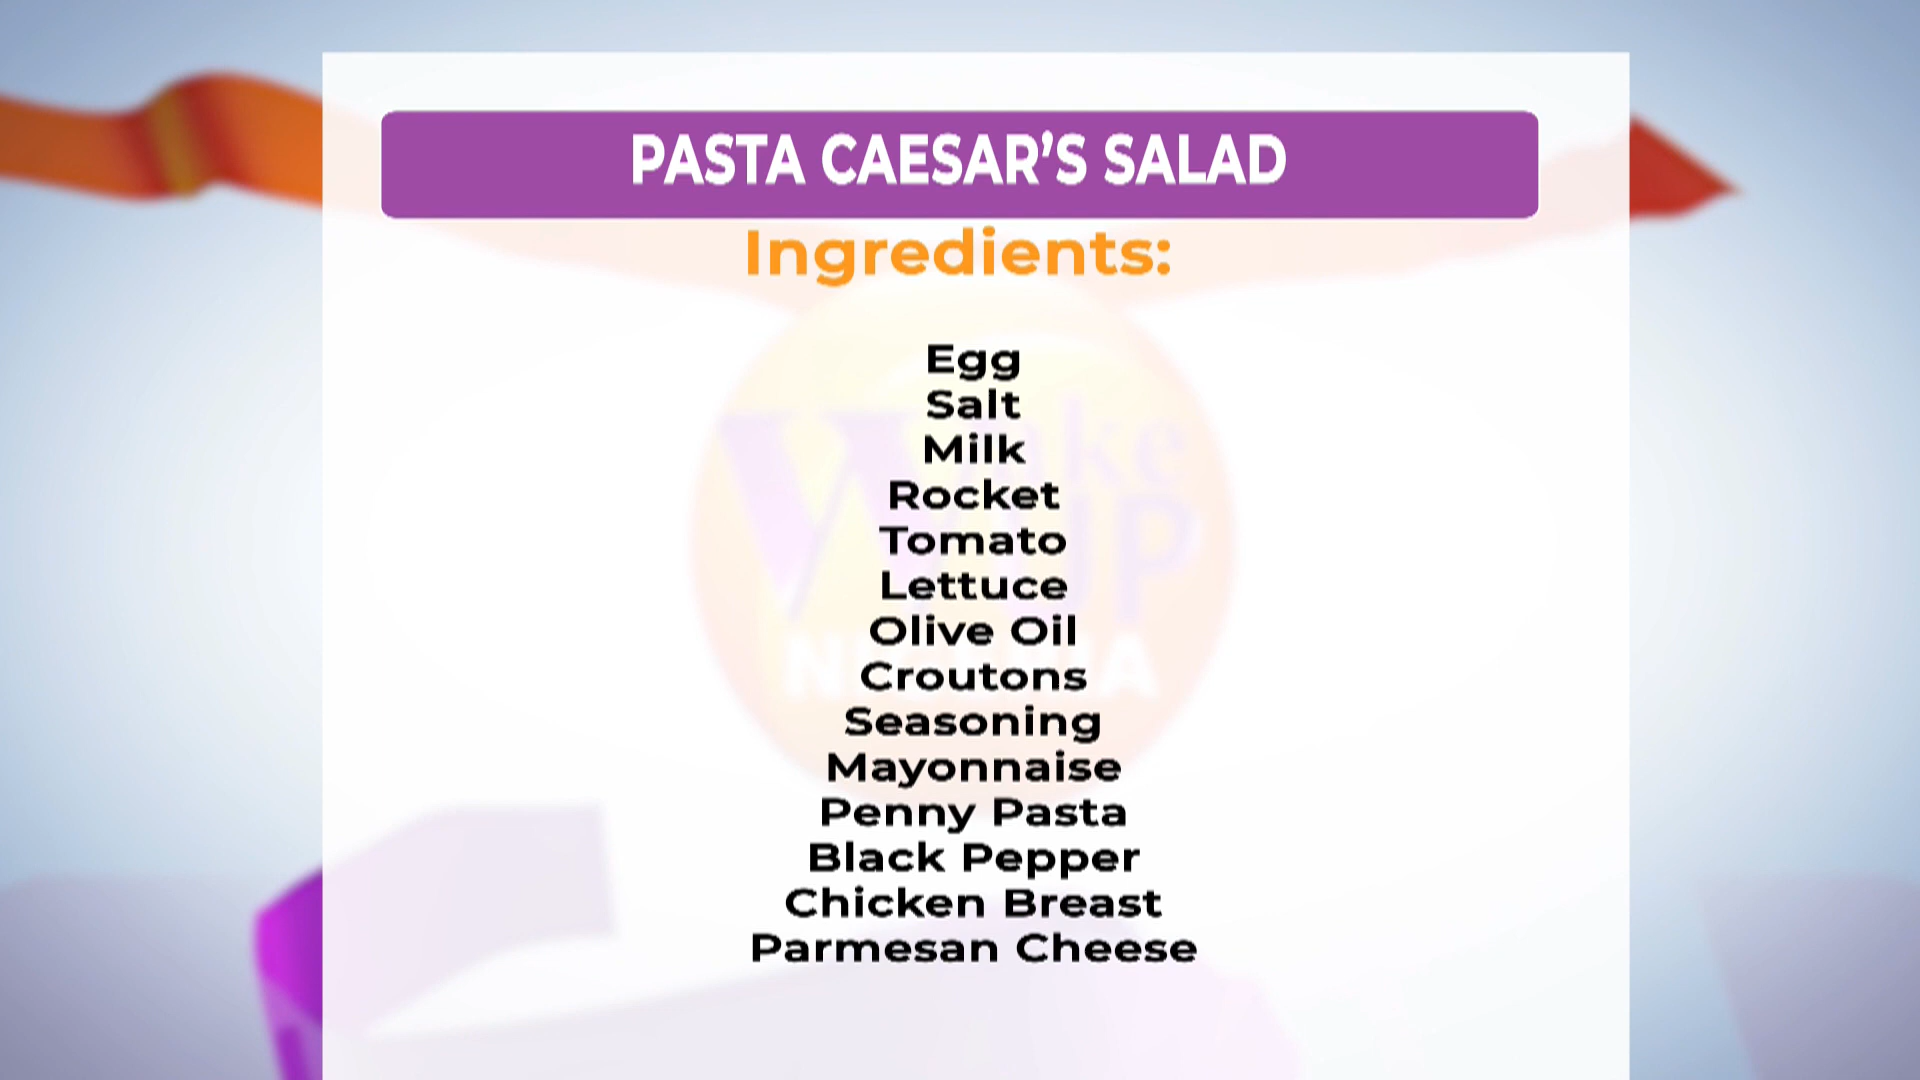 PASTA CAESAR'S SALAD
Ingredients:
Egg
Salt
Milk
Rocket
Tomato
Lettuce
Olive Oil
Croutons
Seasoning
Mayonnaise
Penny Pasta
Black Pepper
Chicken Breast
Parmesan Cheese